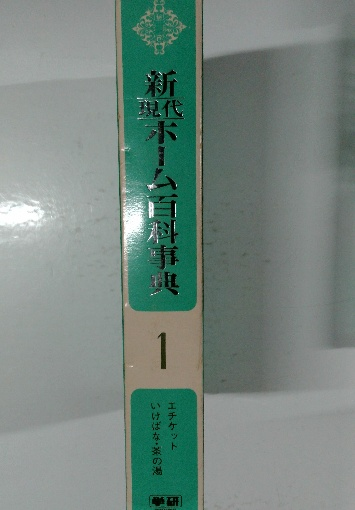 新
現代
ホーム百科事典
1
エチケット
いけばな・茶の湯
学研